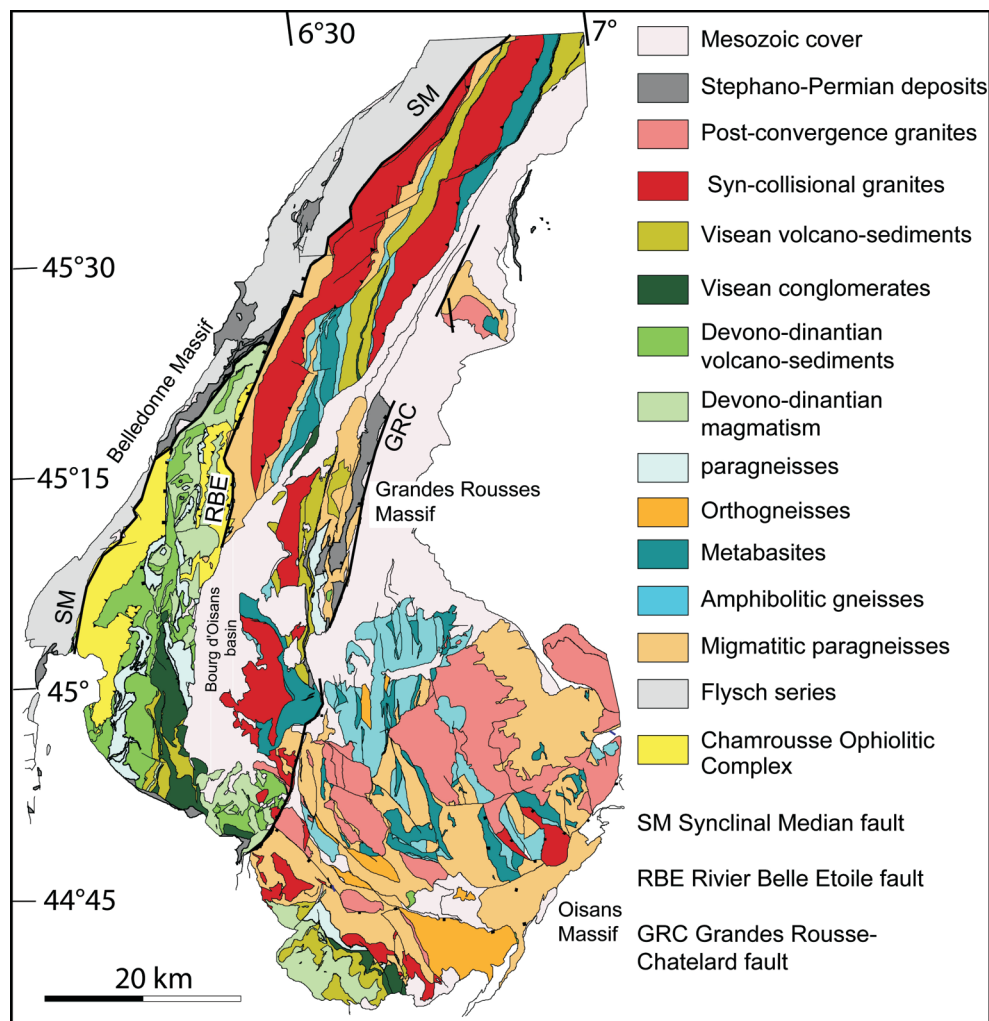 6°30
7°
45°30
45°15
45°
44°45
SM
Belledonne Massif
RBE
GRC
Grandes Rousses
Massif
SM
Bourg d'Oisans
basin
Oisans
Massif
20 km
Mesozoic cover
Stephano-Permian deposits
Post-convergence granites
Syn-collisional granites
Visean volcano-sediments
Visean conglomerates
Devono-dinantian
volcano-sediments
Devono-dinantian
magmatism
paragneisses
Orthogneisses
Metabasites
Amphibolitic gneisses
Migmatitic paragneisses
Flysch series
Chamrousse Ophiolitic
Complex
SM Synclinal Median fault
RBE Rivier Belle Etoile fault
GRC Grandes Rousse-
Chatelard fault